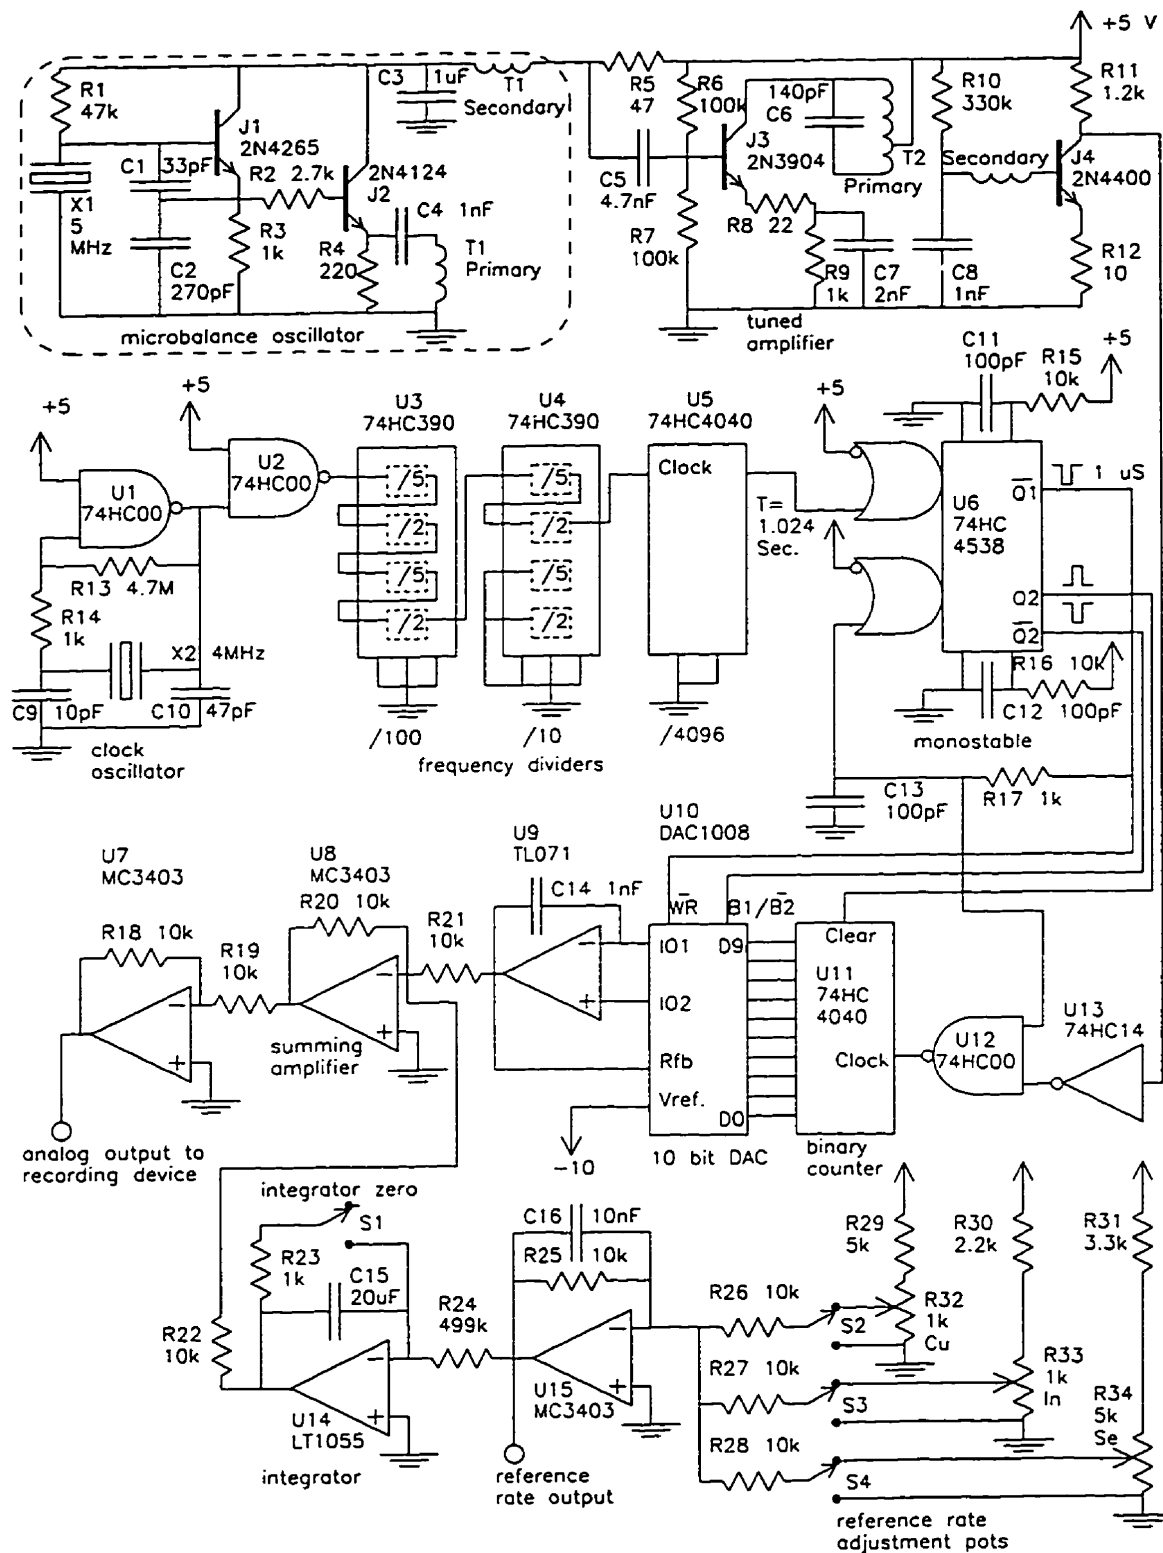 +5 V
R1
47k
C3
1uF
T1
Secondary
R5
47
R6
100k
140pF
C6
R10
330k
R11
1.2k
J1
2N4265
J3
2N3904
T2
Primary
Secondary
J4
2N4400
C1
33pF
R2 2.7k
2N4124
J2
C4
1nF
C5
4.7nF
X1
5
MHz
R3
1k
R4
220
T1
Primary
R8 22
R7
100k
R9
1k
C7
2nF
C8
1nF
R12
10
C2
270pF
microbalance oscillator
tuned
amplifier
C11
100pF
R15
10k
+5
+5
+5
U3
74HC390
U4
74HC390
U5
74HC4040
+5
U1
74HC00
U2
74HC00
/5
/2
/5
/2
/5
/2
/5
/2
Clock
T=
1.024
Sec.
U6
74HC
4538
Q1
1 uS
Q2
Q2
R13 4.7M
R14
1k
X2 4MHz
C9 10pF
C10 47pF
R16 10k
C12 100pF
clock
oscillator
/100
/10
/4096
frequency dividers
monostable
C13
100pF
R17 1k
U10
DAC1008
U9
TL071
U7
MC3403
U8
MC3403
R20 10k
C14 1nF
WR
B1/B2
R18 10k
R19
10k
R21
10k
IO1
D9
Clear
U11
74HC
4040
IO2
U13
74HC14
U12
74HC00
summing
amplifier
Rfb
Clock
Vref.
D0
-10
10 bit DAC
binary
counter
analog output to
recording device
integrator zero
S1
C16 10nF
R25 10k
R29
5k
R30
2.2k
R31
3.3k
R23
1k
C15
20uF
R24
499k
R26 10k
S2
R32
1k
Cu
R22
10k
R27 10k
S3
R33
1k
In
R34
5k
Se
U14
LT1055
U15
MC3403
R28 10k
S4
integrator
reference
rate output
reference rate
adjustment pots